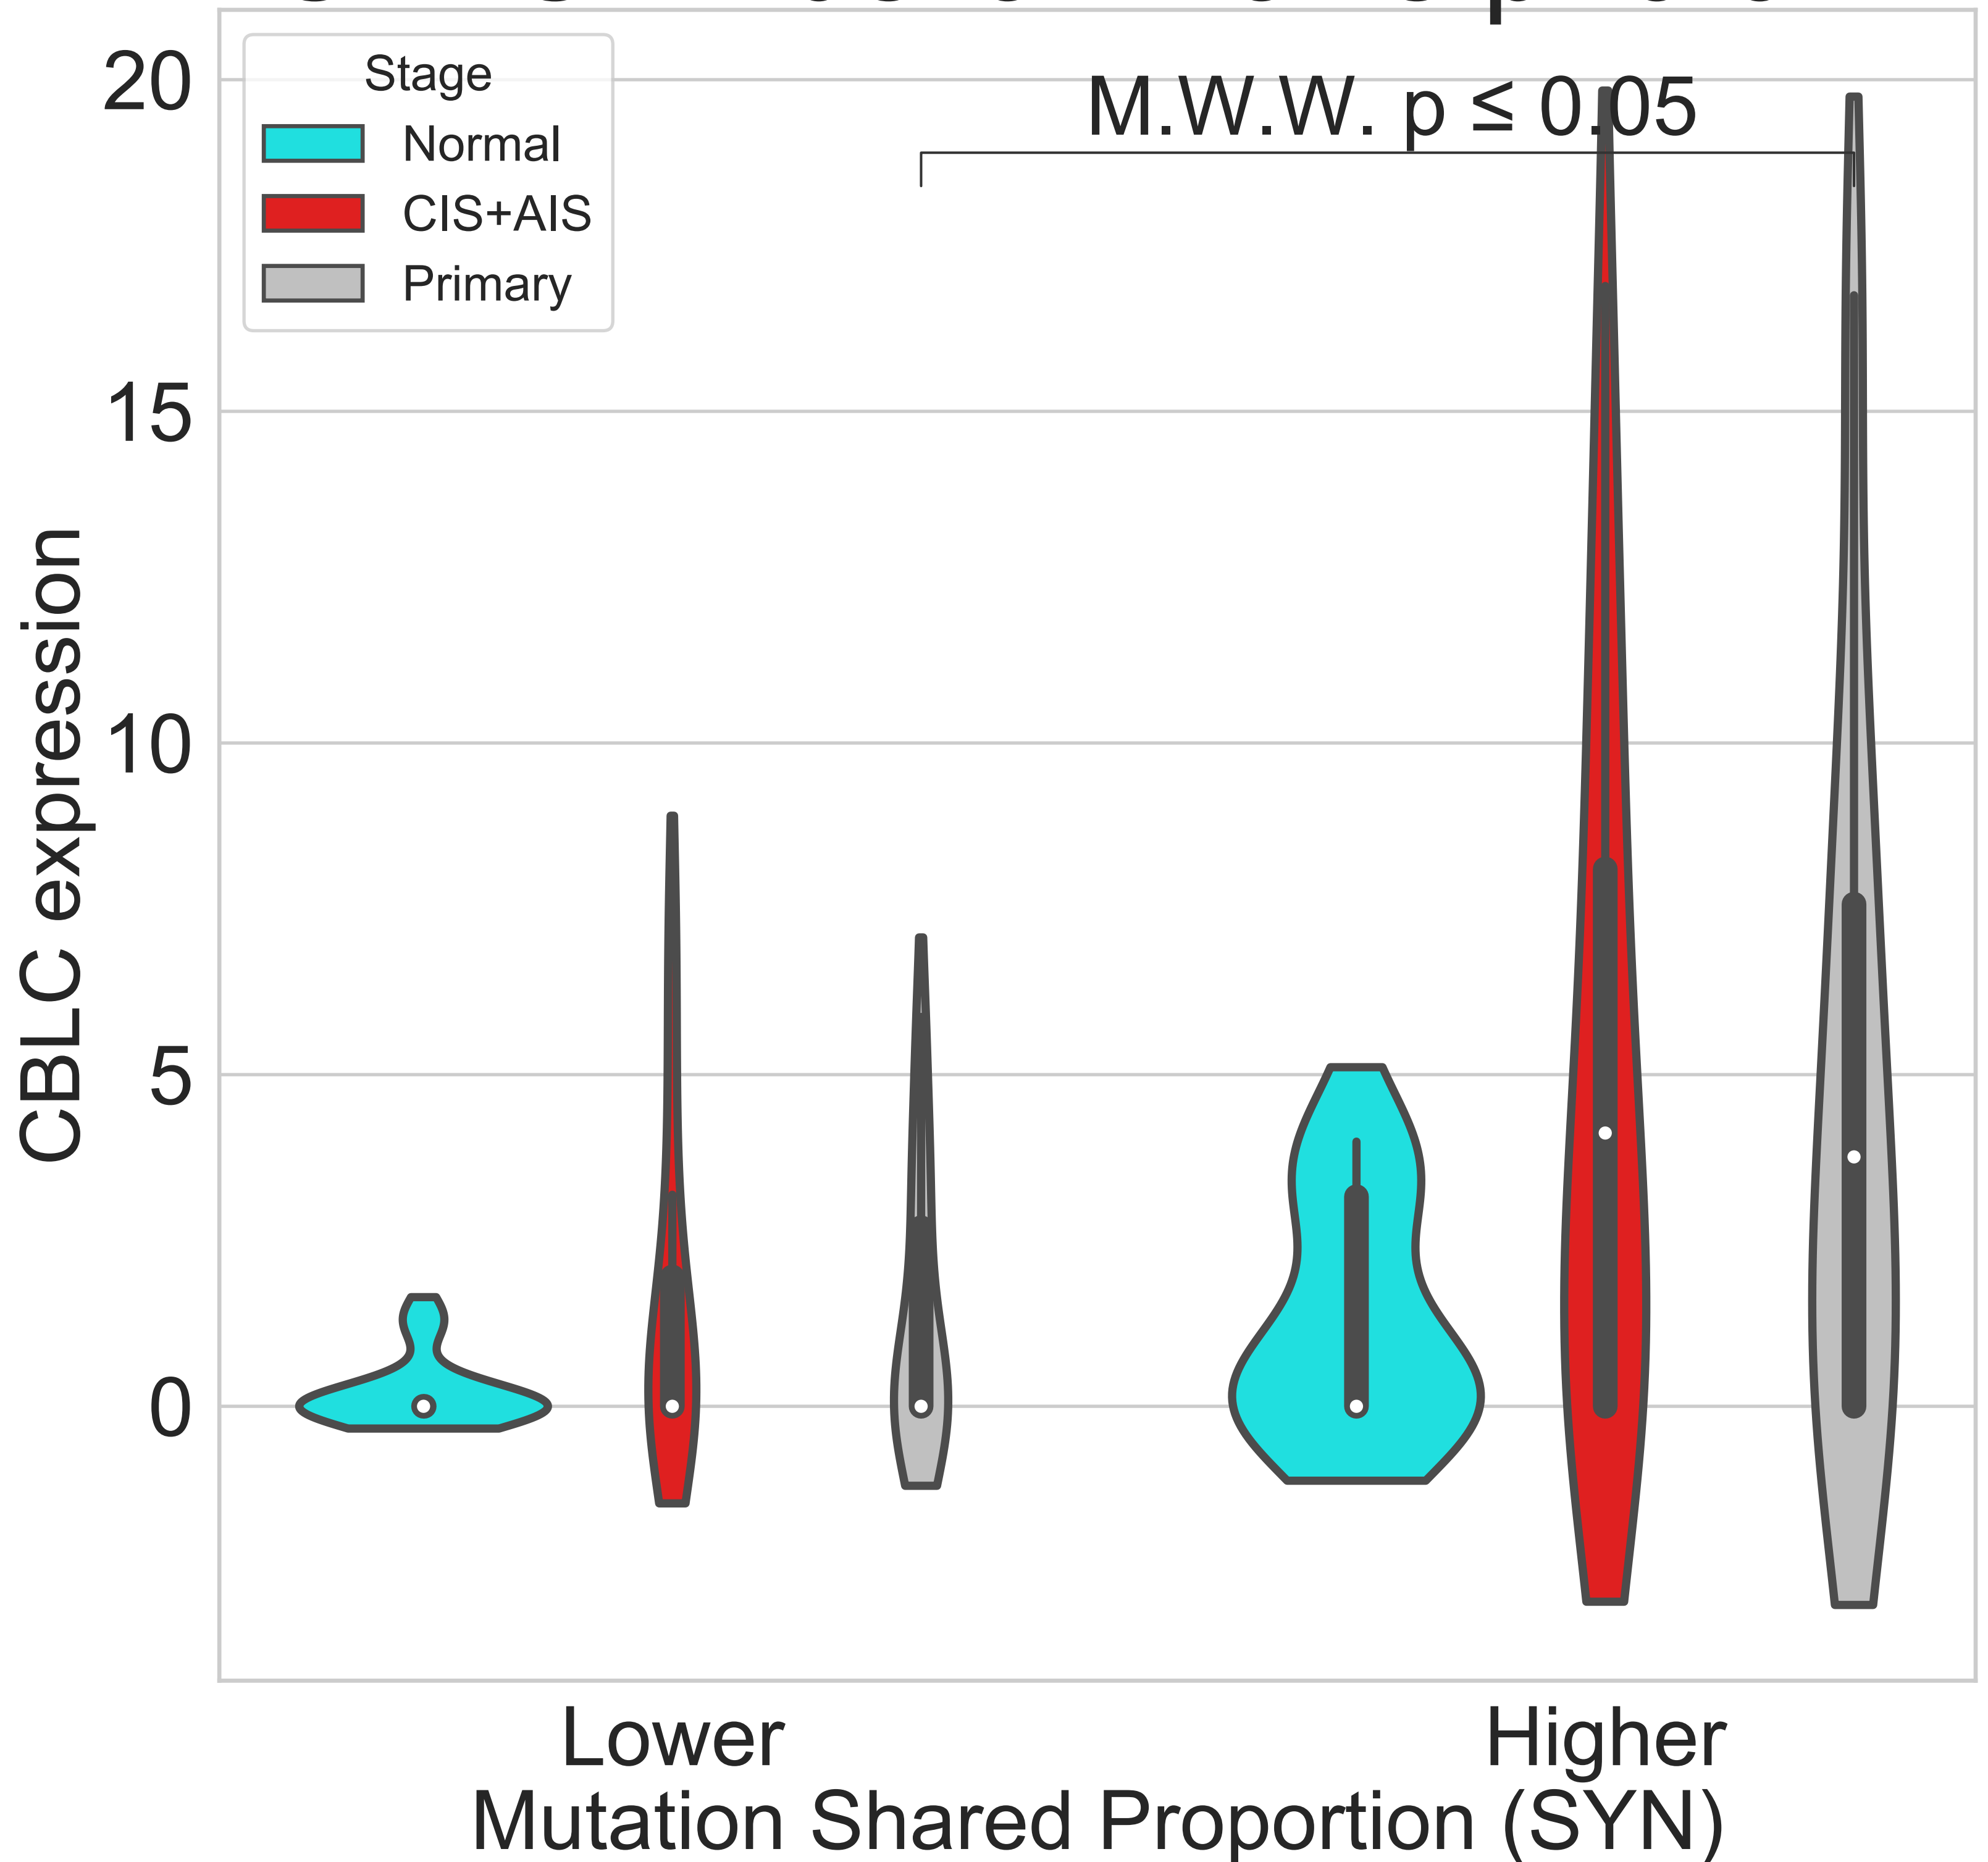 Stage
Normal
CIS+AIS
Primary
M.W.W. p ≤ 0.05
20
15
10
5
0
CBLC expression
Lower
Higher
Mutation Shared Proportion (SYN)